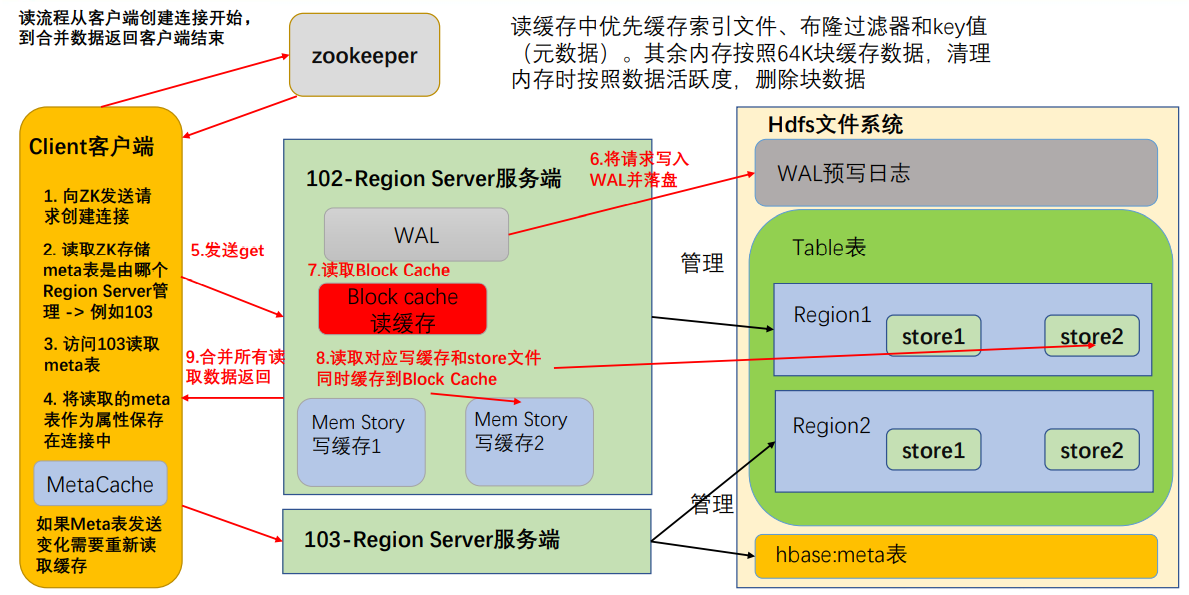 读流程从客户端创建连接开始，
到合并数据返回客户端结束
zookeeper
读缓存中优先缓存索引文件、布隆过滤器和key值
（元数据）。其余内存按照64K块缓存数据，清理
内存时按照数据活跃度，删除块数据
Client客户端
1. 向ZK发送请
求创建连接
2. 读取ZK存储
meta表是由哪个
Region Server管
理 -> 例如103
3. 访问103读取
meta表
4. 将读取的meta
表作为属性保存
在连接中
MetaCache
如果Meta表发送
变化需要重新读
取缓存
5.发送get
9.合并所有读
取数据返回
102-Region Server服务端
WAL
6.将请求写入
WAL并落盘
7.读取Block Cache
Block cache
读缓存
8.读取对应写缓存和store文件
同时缓存到Block Cache
Mem Story
写缓存1
Mem Story
写缓存2
103-Region Server服务端
管理
管理
Hdfs文件系统
WAL预写日志
Table表
Region1
store1
store2
Region2
store1
store2
hbase:meta表